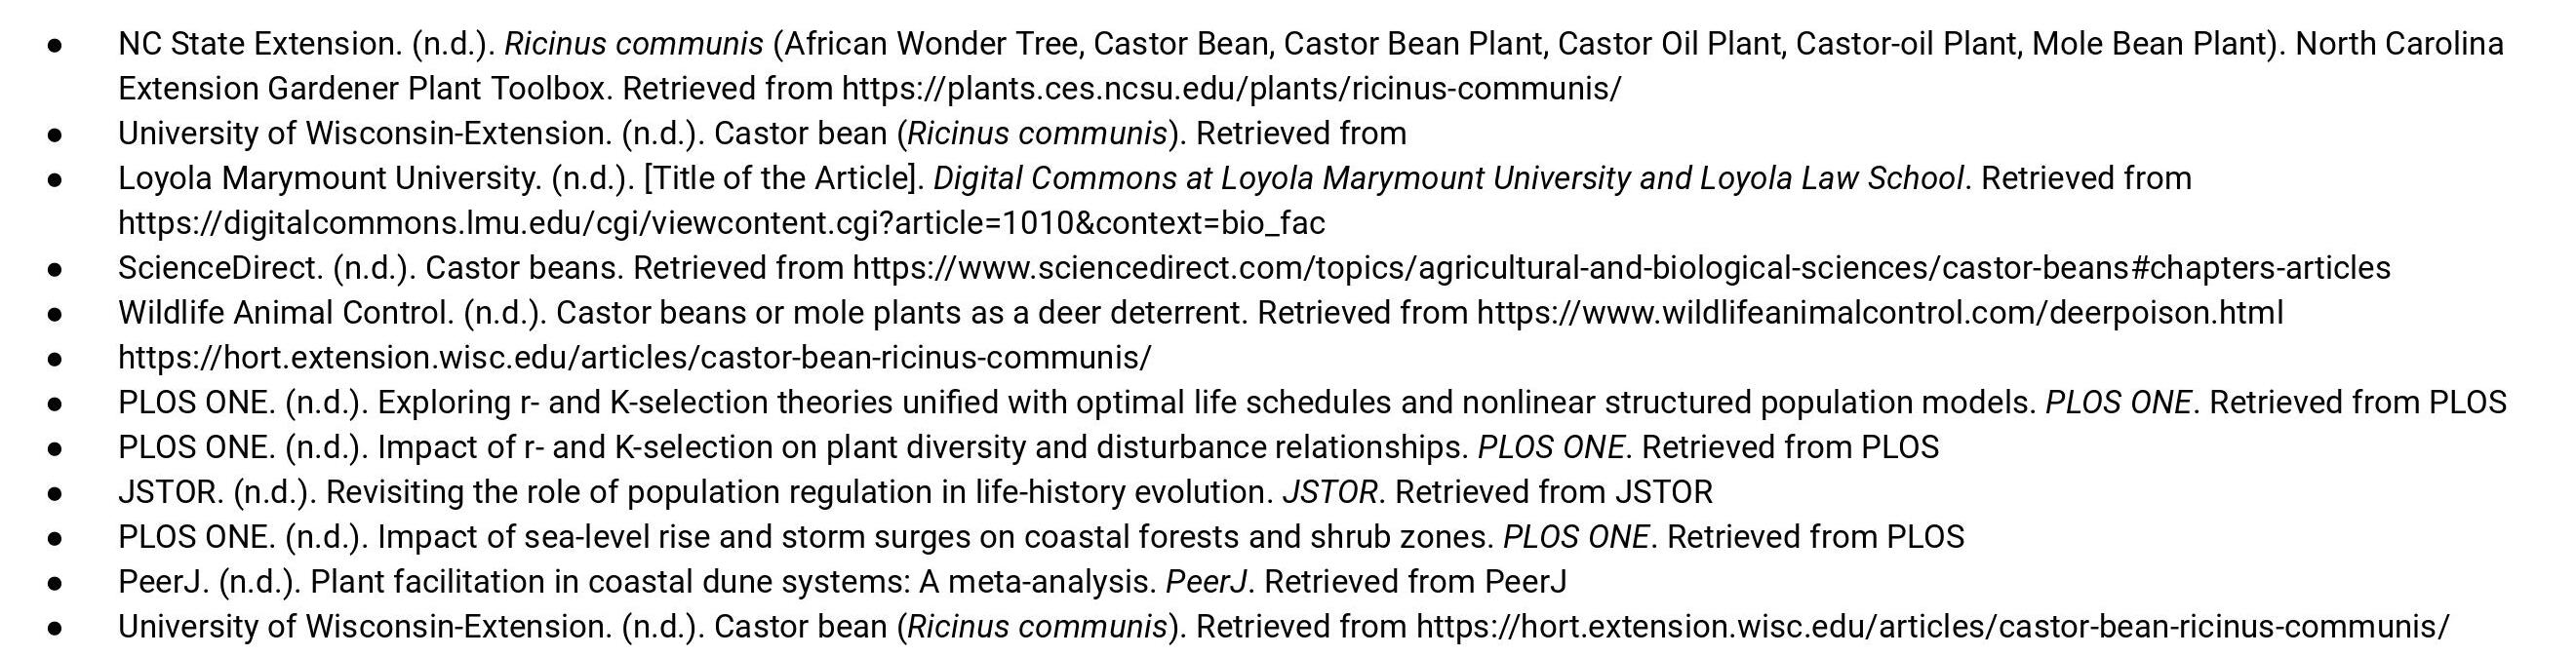 ● NC State Extension. (n.d.). Ricinus communis (African Wonder Tree, Castor Bean, Castor Bean Plant, Castor Oil Plant, Castor-oil Plant, Mole Bean Plant). North Carolina
Extension Gardener Plant Toolbox. Retrieved from https://plants.ces.ncsu.edu/plants/ricinus-communis/
● University of Wisconsin-Extension. (n.d.). Castor bean (Ricinus communis). Retrieved from
● Loyola Marymount University. (n.d.). [Title of the Article]. Digital Commons at Loyola Marymount University and Loyola Law School. Retrieved from
https://digitalcommons.lmu.edu/cgi/viewcontent.cgi?article=1010&context=bio_fac
● ScienceDirect. (n.d.). Castor beans. Retrieved from https://www.sciencedirect.com/topics/agricultural-and-biological-sciences/castor-beans#chapters-articles
● Wildlife Animal Control. (n.d.). Castor beans or mole plants as a deer deterrent. Retrieved from https://www.wildlifeanimalcontrol.com/deerpoison.html
● https://hort.extension.wisc.edu/articles/castor-bean-ricinus-communis/
● PLOS ONE. (n.d.). Exploring r- and K-selection theories unified with optimal life schedules and nonlinear structured population models. PLOS ONE. Retrieved from PLOS
● PLOS ONE. (n.d.). Impact of r- and K-selection on plant diversity and disturbance relationships. PLOS ONE. Retrieved from PLOS
● JSTOR. (n.d.). Revisiting the role of population regulation in life-history evolution. JSTOR. Retrieved from JSTOR
● PLOS ONE. (n.d.). Impact of sea-level rise and storm surges on coastal forests and shrub zones. PLOS ONE. Retrieved from PLOS
● PeerJ. (n.d.). Plant facilitation in coastal dune systems: A meta-analysis. PeerJ. Retrieved from PeerJ
● University of Wisconsin-Extension. (n.d.). Castor bean (Ricinus communis). Retrieved from https://hort.extension.wisc.edu/articles/castor-bean-ricinus-communis/